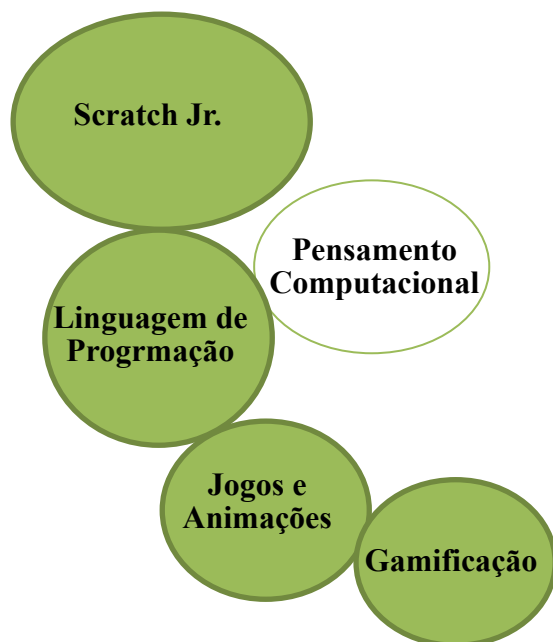 Scratch Jr.
Pensamento
Computacional
Linguagem de
Progrmação
Jogos e
Animações
Gamificação